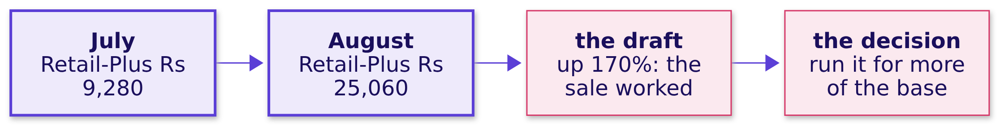 July
Retail-Plus Rs
9,280
August
Retail-Plus Rs
25,060
the draft
up 170%: the
sale worked
the decision
run it for more
of the base